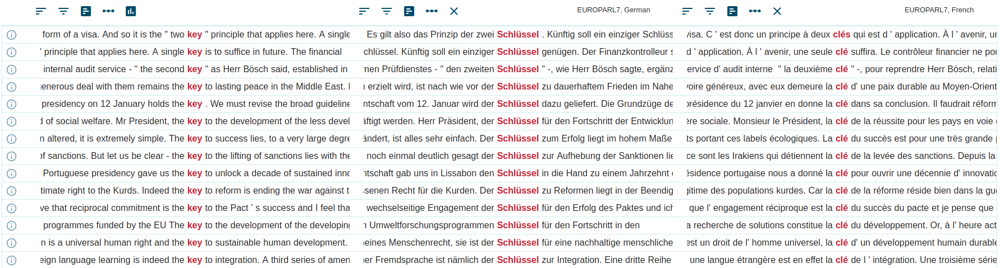 EUROPARL7, German EUROPARL7, French
form of a visa. And so it is the " two key " principle that applies here. A single Es gilt also das Prinzip der zwei Schlüssel . Künftig soll ein einziger Schlüss visa. C ' est donc un principe à deux clés qui est d ' application. À l ' avenir, un
' principle that applies here. A single key is to suffice in future. The financial chlüssel. Künftig soll ein einziger Schlüssel genügen. Der Finanzkontrolleur s d ' application. À l ' avenir, une seule clé suffira. Le contrôleur financier ne pou
internal audit service - " the second key " as Herr Bösch said, established in rnen Prüfdienstes - " den zweiten Schlüssel " -, wie Herr Bösch sagte, ergänz ervice d' audit interne " la deuxième clé " -, pour reprendre Herr Bösch, relati
enerous deal with them remains the key to lasting peace in the Middle East. erzielt wird, ist nach wie vor der Schlüssel zu dauerhaftem Frieden im Nahe voire généreux, avec eux demeure la clé d' une paix durable au Moyen-Orient
presidency on 12 January holds the key . We must revise the broad guideline ntschaft vom 12. Januar wird der Schlüssel dazu geliefert. Die Grundzüge de présidence du 12 janvier en donne la clé dans sa conclusion. Il faudrait réform
d of social welfare. Mr President, the key to the development of the less devel äftigt werden. Herr Präsident, der Schlüssel für den Fortschritt der Entwicklun ère sociale. Monsieur le Président, la clé de la réussite pour les pays en voie
n altered, it is extremely simple. The key to success lies, to a very large degre ändert, ist alles sehr einfach. Der Schlüssel zum Erfolg liegt im hohem Maße ts portant ces labels écologiques. La clé du succès est pour une très grande
of sanctions. But let us be clear - the key to the lifting of sanctions lies with the noch einmal deutlich gesagt der Schlüssel zur Aufhebung der Sanktionen lie ce sont les Irakiens qui détiennent la clé de la levée des sanctions. Depuis la
Portuguese presidency gave us the key to unlock a decade of sustained inno ntschaft gab uns in Lissabon den Schlüssel in die Hand zu einem Jahrzehnt ésidence portugaise nous a donné la clé pour ouvrir une décennie d' innovatio
timate right to the Kurds. Indeed the key to reform is ending the war against t ssenen Recht für die Kurden. Der Schlüssel zu Reformen liegt in der Beendig gitime des populations kurdes. Car la clé de la réforme réside bien dans la gue
ve that reciprocal commitment is the key to the Pact ' s success and I feel tha wechselseitige Engagement der Schlüssel für den Erfolg des Paktes und ich que l' engagement réciproque est la clé du succès du pacte et je pense que
programmes funded by the EU The key to the development of the developing Umweltforschungsprogrammen Schlüssel für den Fortschritt in den a recherche de solutions constitue la clé du développement. Or, à l' heure act
n is a universal human right and the key to sustainable human development. eines Menschenrecht, sie ist der Schlüssel für eine nachhaltige menschliche est un droit de l' homme universel, la clé d' un développement humain durable
eign language learning is indeed the key to integration. A third series of amen er Fremdsprache ist nämlich der Schlüssel zur Integration. Eine dritte Reihe une langue étrangère est en effet la clé de l ' intégration. Une troisième série